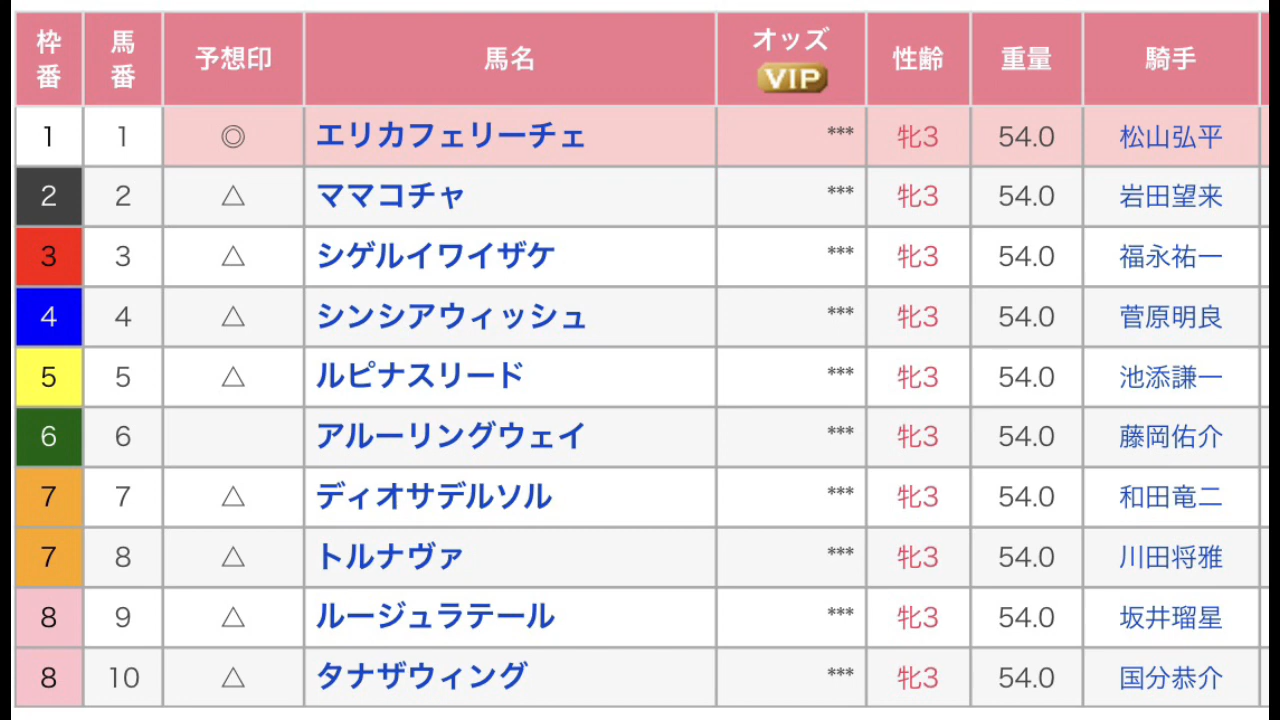 枠番 馬番 予想印 馬名 オッズ VIP 性齢 重量 騎手
1 1 ◎ エリカフェリーチェ *** 牝3 54.0 松山弘平
2 2 △ ママコチャ *** 牝3 54.0 岩田望来
3 3 △ シゲルイワイザケ *** 牝3 54.0 福永祐一
4 4 △ シンシアウィッシュ *** 牝3 54.0 菅原明良
5 5 △ ルピナスリード *** 牝3 54.0 池添謙一
6 6 アルーリングウェイ *** 牝3 54.0 藤岡佑介
7 7 △ ディオサデルソル *** 牝3 54.0 和田竜二
7 8 △ トルナヴァ *** 牝3 54.0 川田将雅
8 9 △ ルージュラテール *** 牝3 54.0 坂井瑠星
8 10 △ タナザウィング *** 牝3 54.0 国分恭介